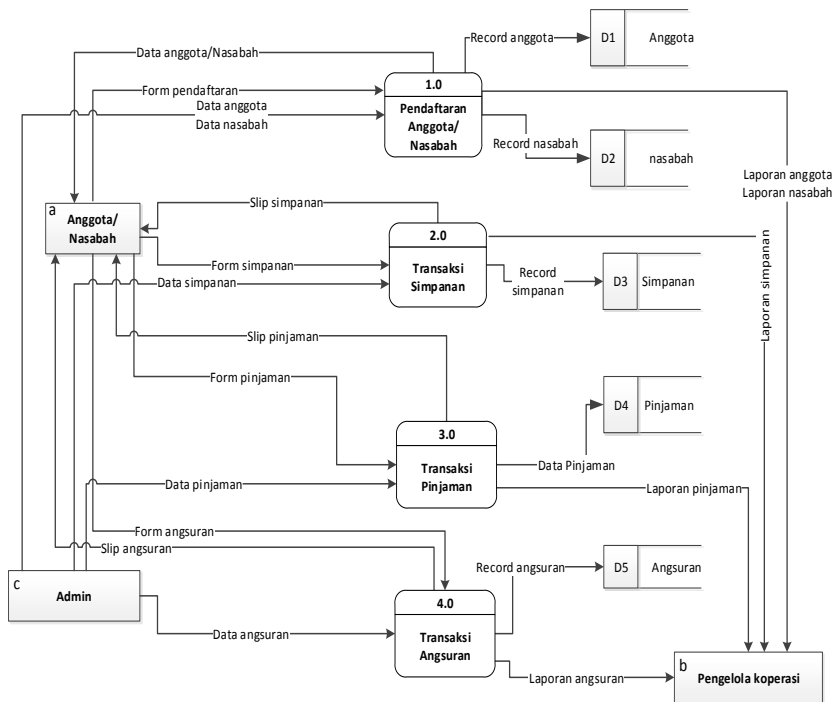 Data anggota/Nasabah
Record anggota
D1
Anggota
1.0
Pendaftaran
Anggota/
Nasabah
Form pendaftaran
Data anggota
Data nasabah
Record nasabah
D2
nasabah
Laporan anggota
Laporan nasabah
a
Anggota/
Nasabah
Slip simpanan
2.0
Transaksi
Simpanan
Form simpanan
Data simpanan
Record
simpanan
D3
Simpanan
Laporan simpanan
Slip pinjaman
Form pinjaman
D4
Pinjaman
3.0
Transaksi
Pinjaman
Data Pinjaman
Data pinjaman
Laporan pinjaman
Form angsuran
Slip angsuran
Record angsuran
D5
Angsuran
c
Admin
4.0
Transaksi
Angsuran
Data angsuran
Laporan angsuran
b
Pengelola koperasi